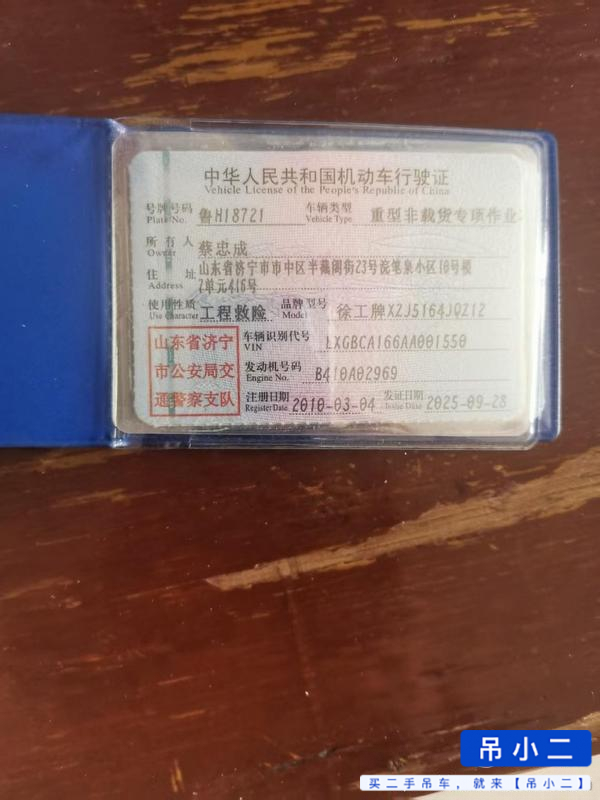 中华人民共和国机动车行驶证
Vehicle License of the People's Republic of China
号牌号码 鲁H18721 车辆类型 重型非载货专项作业
Plate No. Vehicle Type
所有人 蔡忠成
Owner
住址 山东省济宁市市中区半截阁街23号浣笔泉小区10号楼
Address 2单元416号
使用性质 工程救险 品牌型号 徐工牌XZJ5164JQZ12
Use Character Model
山东省济宁
市公安局交
通警察支队
车辆识别代号 LXGBCA166AA001550
VIN
发动机号码 B410A02969
Engine No.
注册日期 2010-03-04 发证日期 2025-09-28
Register Date Issue Date
吊小二
买二手吊车，就来【吊小二】